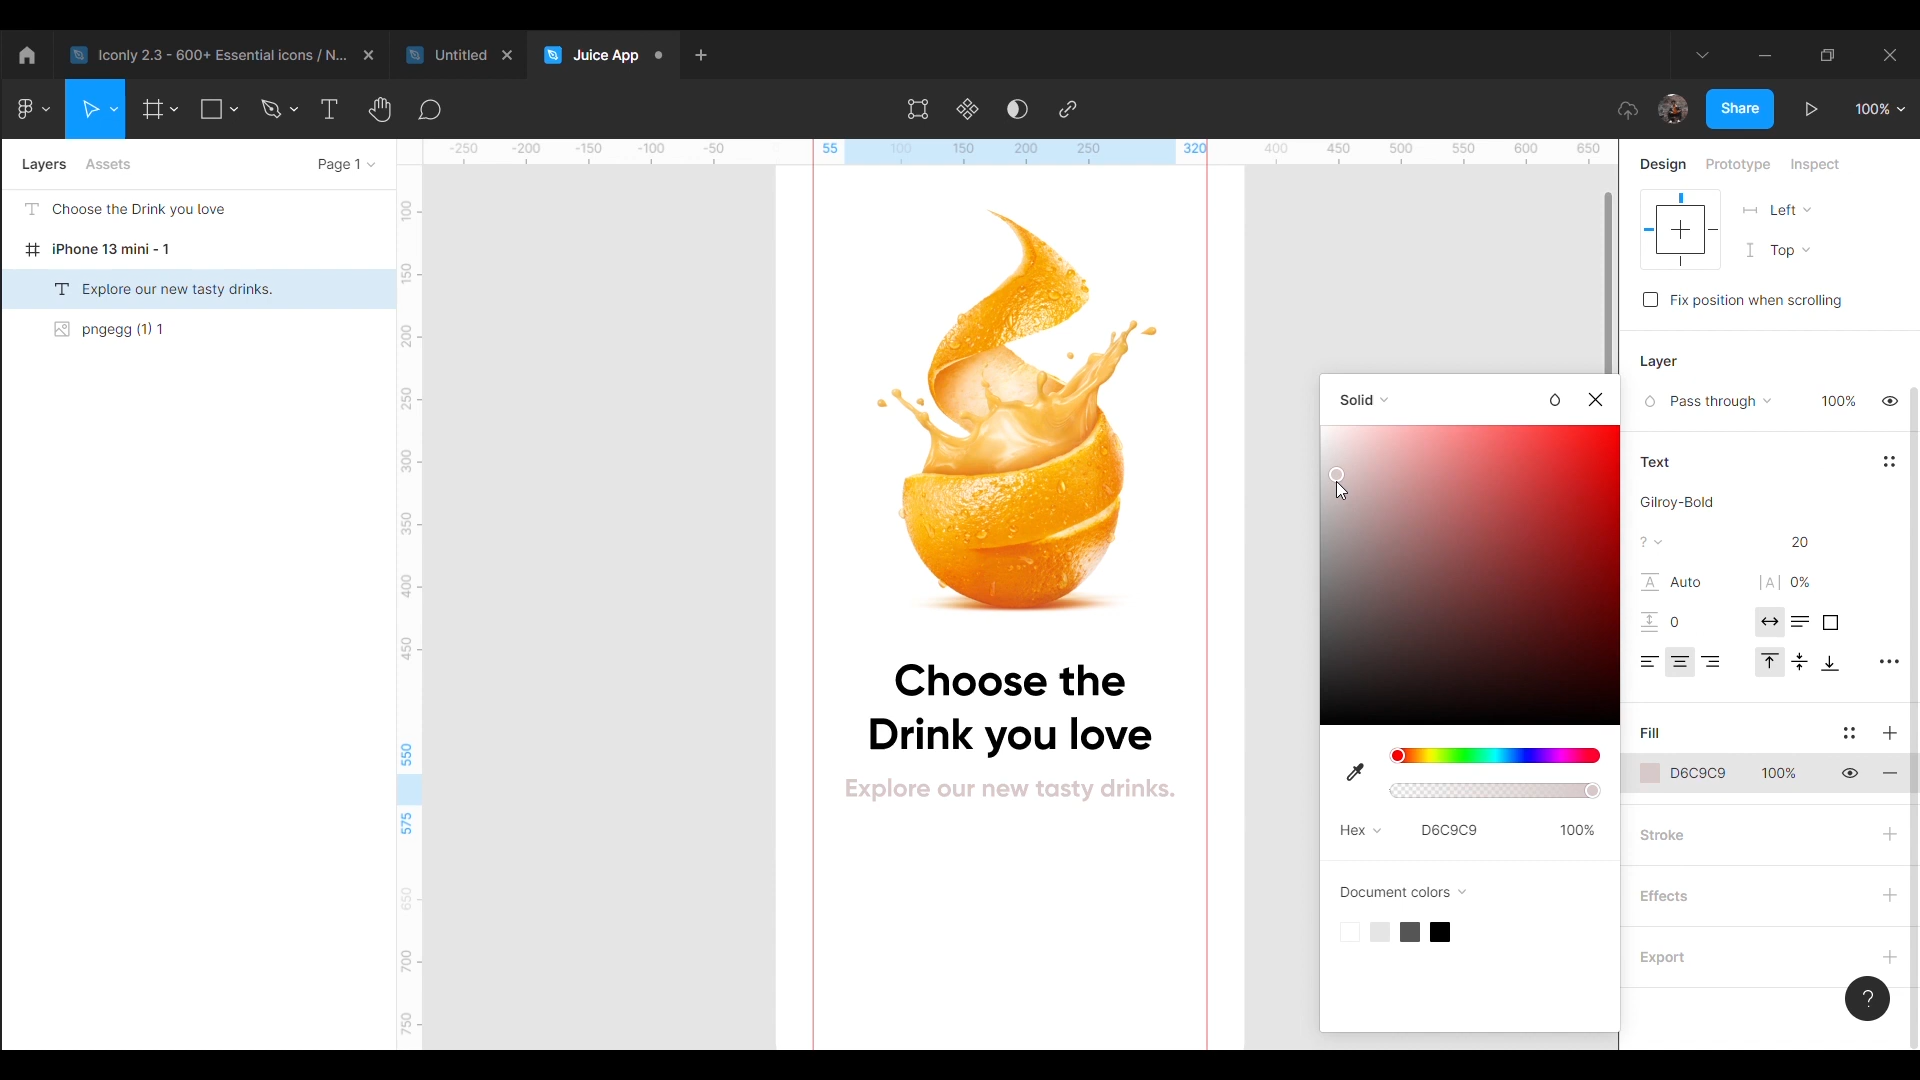 Iconly 2.3 - 600+ Essential icons / N...
Untitled
Juice App
Share
100%
Layers
Assets
Page 1
-250
-200
-150
-100
-50
55
100
150
200
250
320
400
450
500
550
600
650
Design
Prototype
Inspect
Choose the Drink you love
iPhone 13 mini - 1
Explore our new tasty drinks.
pngegg (1) 1
100
150
200
250
300
350
400
450
550
575
650
700
750
Choose the
Drink you love
Explore our new tasty drinks.
Solid
Hex
D6C9C9
100%
Document colors
Left
Top
Fix position when scrolling
Layer
Pass through
100%
Text
Gilroy-Bold
?
20
A
Auto
|A|
0%
0
Fill
D6C9C9
100%
Stroke
Effects
Export
?